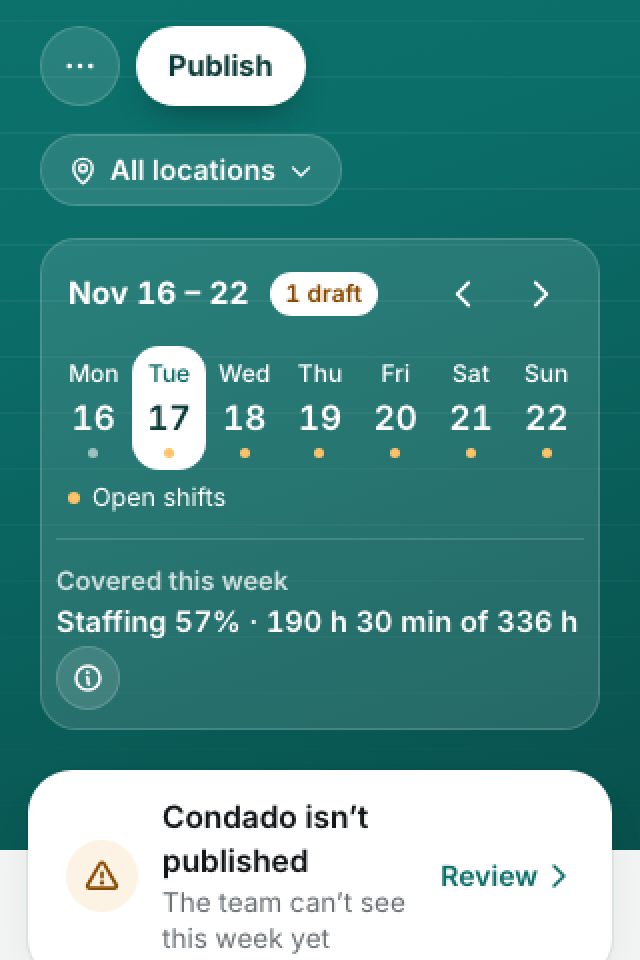 Publish
All locations
Nov 16 – 22 1 draft
Mon Tue Wed Thu Fri Sat Sun
16 17 18 19 20 21 22
Open shifts
Covered this week
Staffing 57% · 190 h 30 min of 336 h
Condado isn’t
published
Review
The team can’t see
this week yet